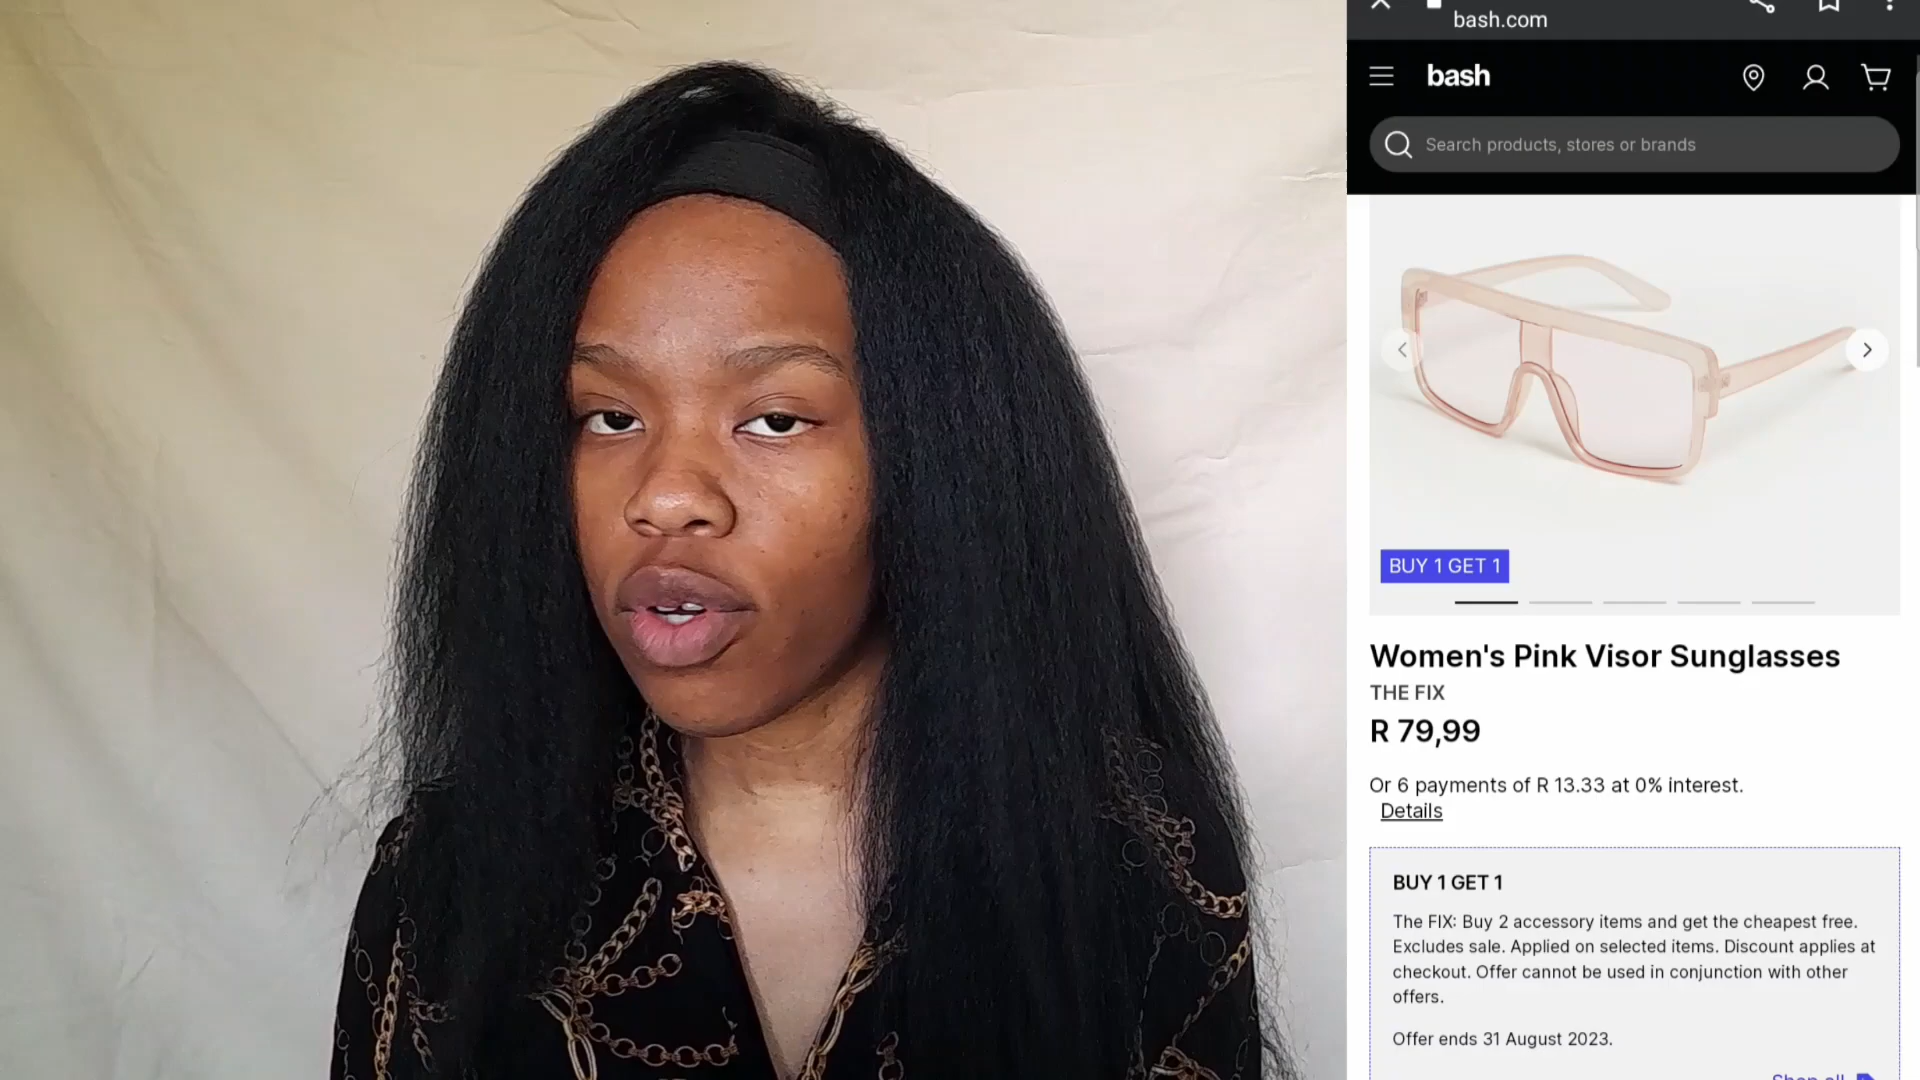 bash.com
bash
Search products, stores or brands
BUY 1 GET 1
Women's Pink Visor Sunglasses
THE FIX
R 79,99
Or 6 payments of R 13.33 at 0% interest.
Details
BUY 1 GET 1
The FIX: Buy 2 accessory items and get the cheapest free.
Excludes sale. Applied on selected items. Discount applies at
checkout. Offer cannot be used in conjunction with other
offers.
Offer ends 31 August 2023.
Shop all